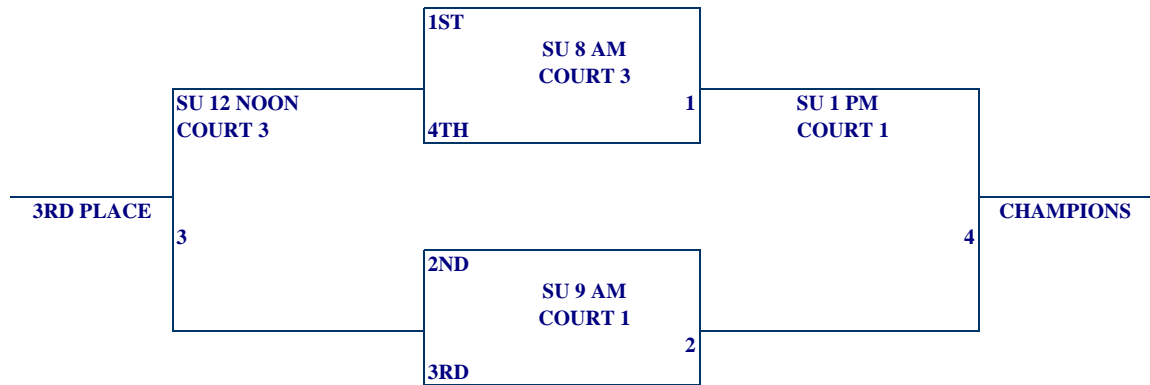 1ST
SU 8 AM
COURT 3
SU 12 NOON
COURT 3
1
SU 1 PM
COURT 1
4TH
3RD PLACE
CHAMPIONS
3
4
2ND
SU 9 AM
COURT 1
2
3RD